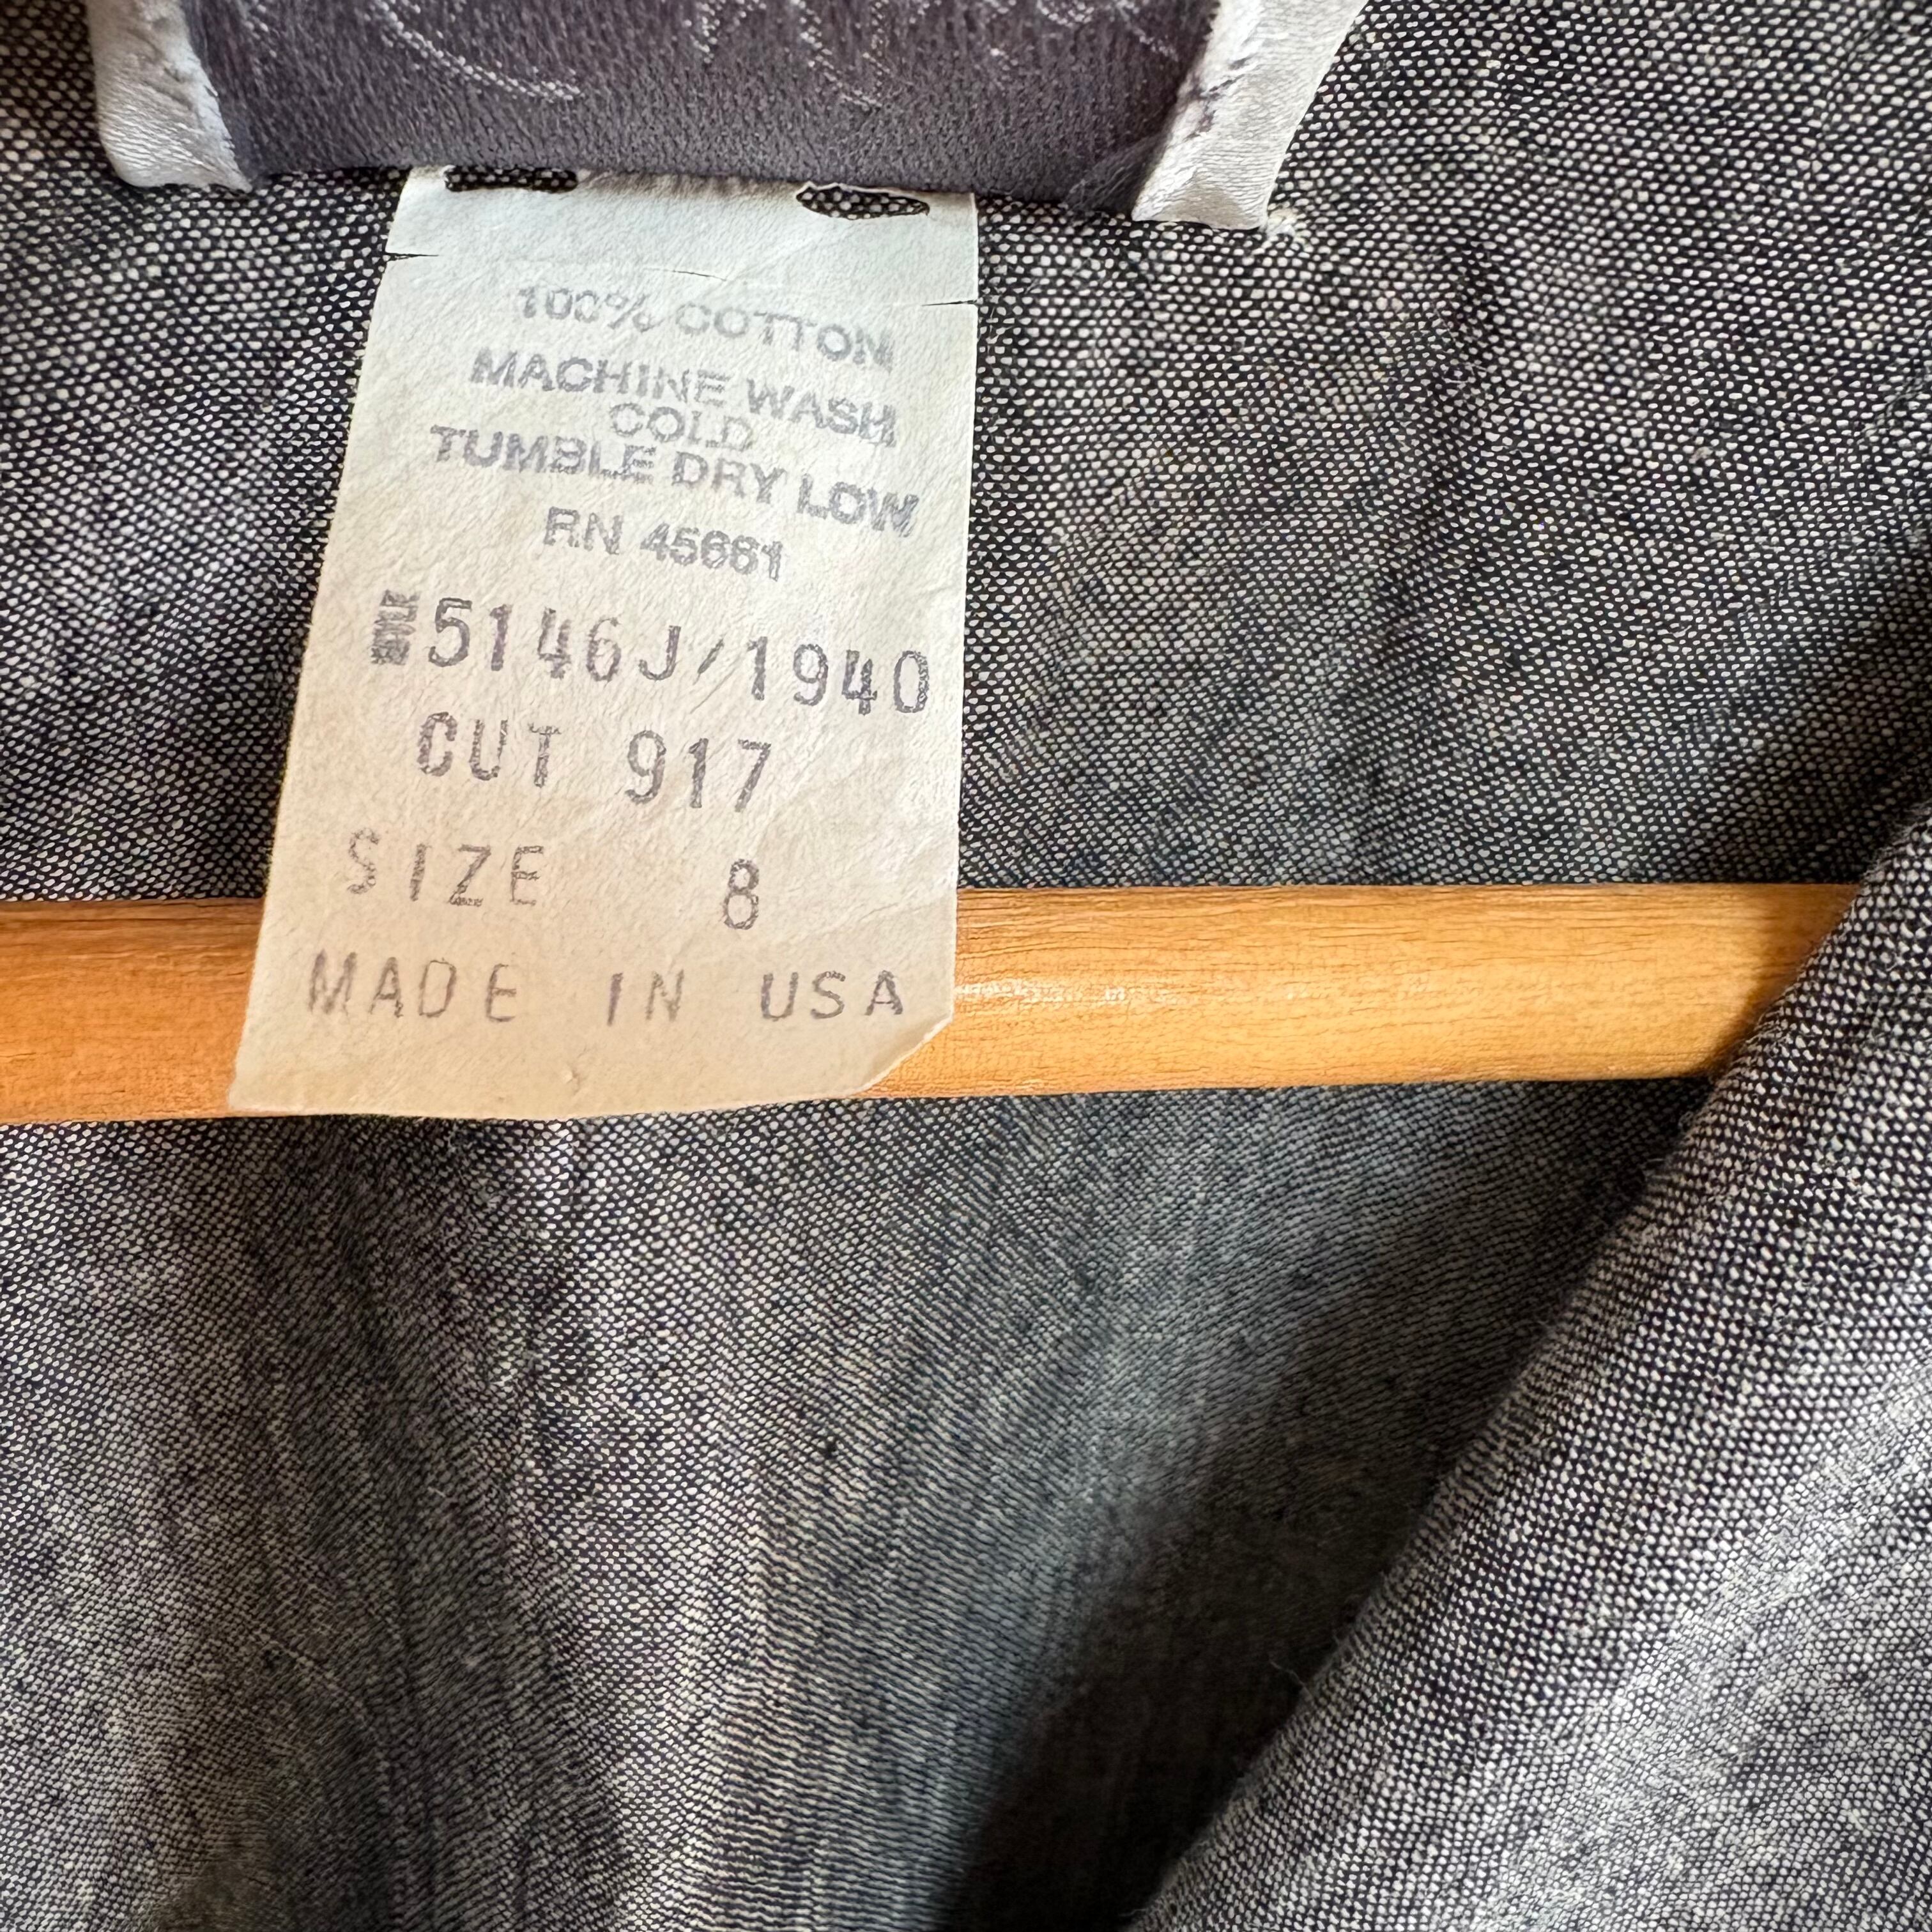 100% COTTON
MACHINE WASH
COLD
TUMBLE DRY LOW
RN 45661
5146J/1940
CUT 917
SIZE 8
MADE IN USA